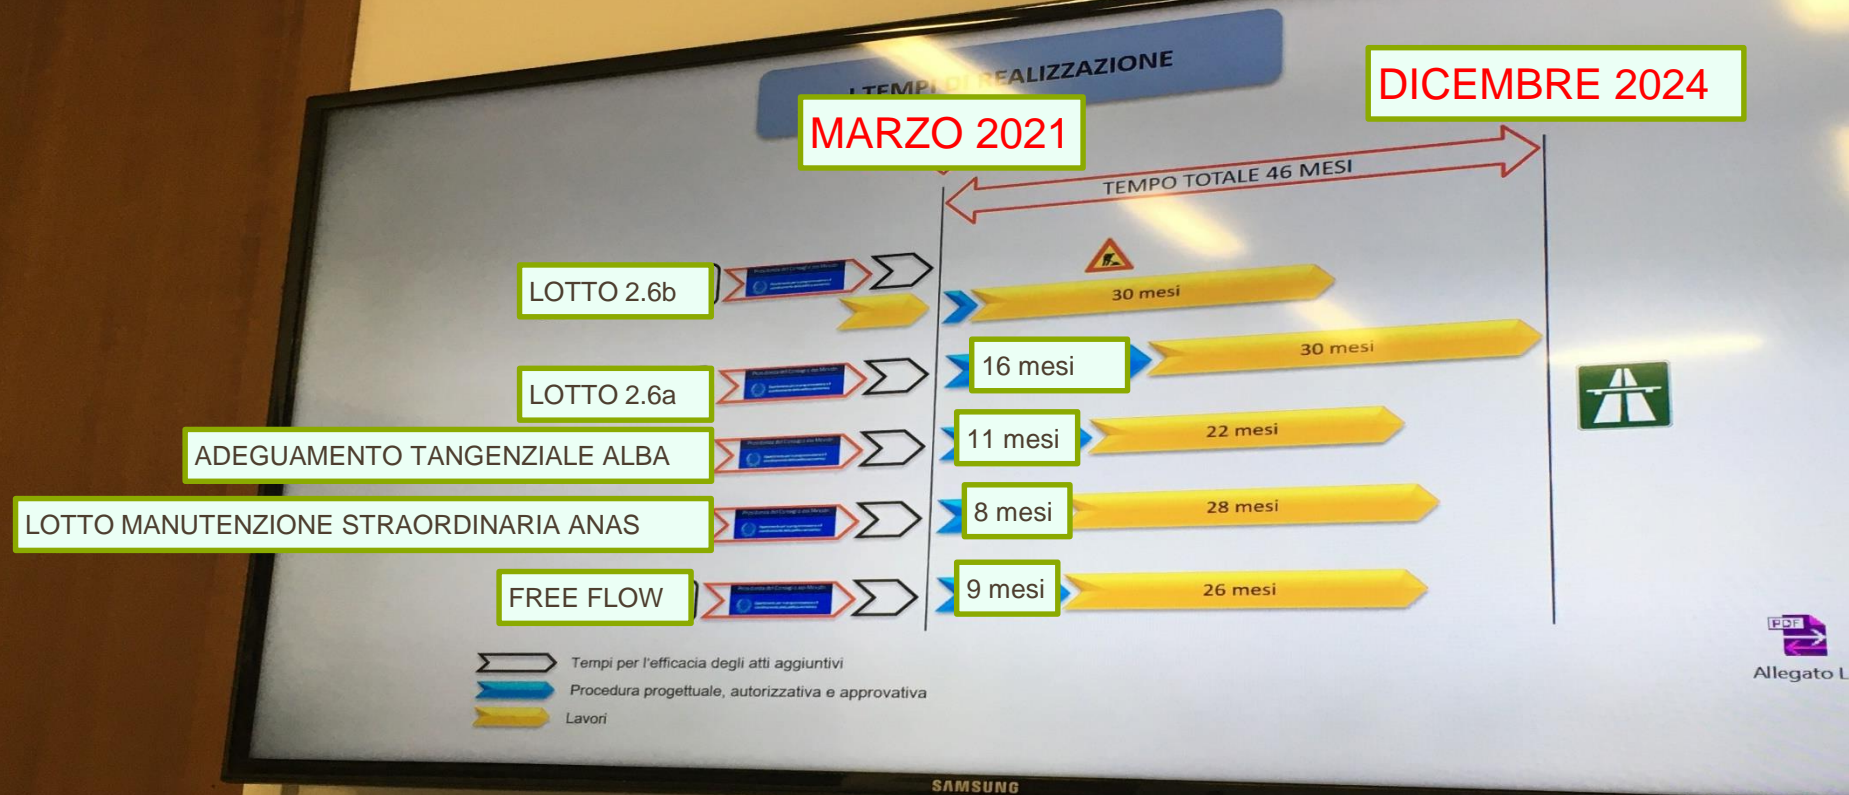 I TEMPI DI REALIZZAZIONE
DICEMBRE 2024
MARZO 2021
TEMPO TOTALE 46 MESI
LOTTO 2.6b
30 mesi
LOTTO 2.6a
16 mesi
30 mesi
ADEGUAMENTO TANGENZIALE ALBA
11 mesi
22 mesi
LOTTO MANUTENZIONE STRAORDINARIA ANAS
8 mesi
28 mesi
FREE FLOW
9 mesi
26 mesi
Tempi per l'efficacia degli atti aggiuntivi
Procedura progettuale, autorizzativa e approvativa
Lavori
PDF
Allegato L
SAMSUNG